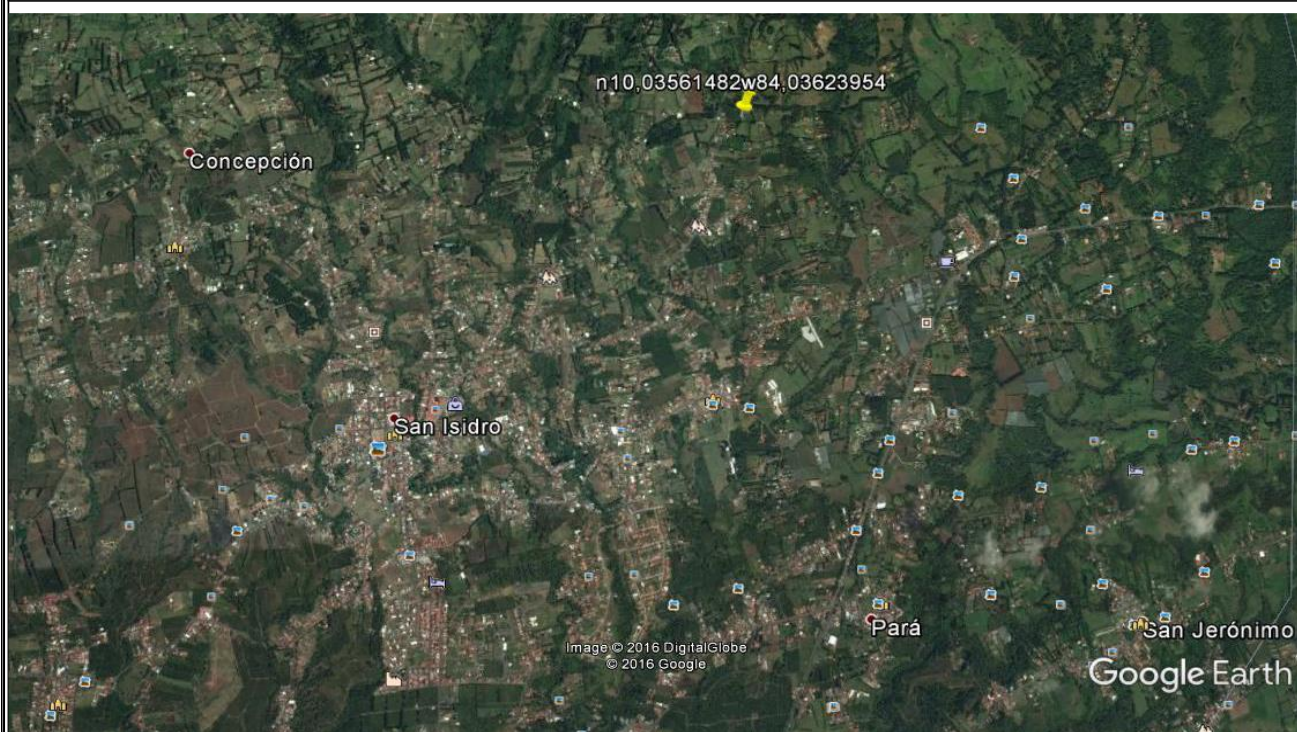 n10,03561482w84,03623954
Concepción
San Isidro
Pará
San Jerónimo
Image © 2016 DigitalGlobe
© 2016 Google
Google Earth